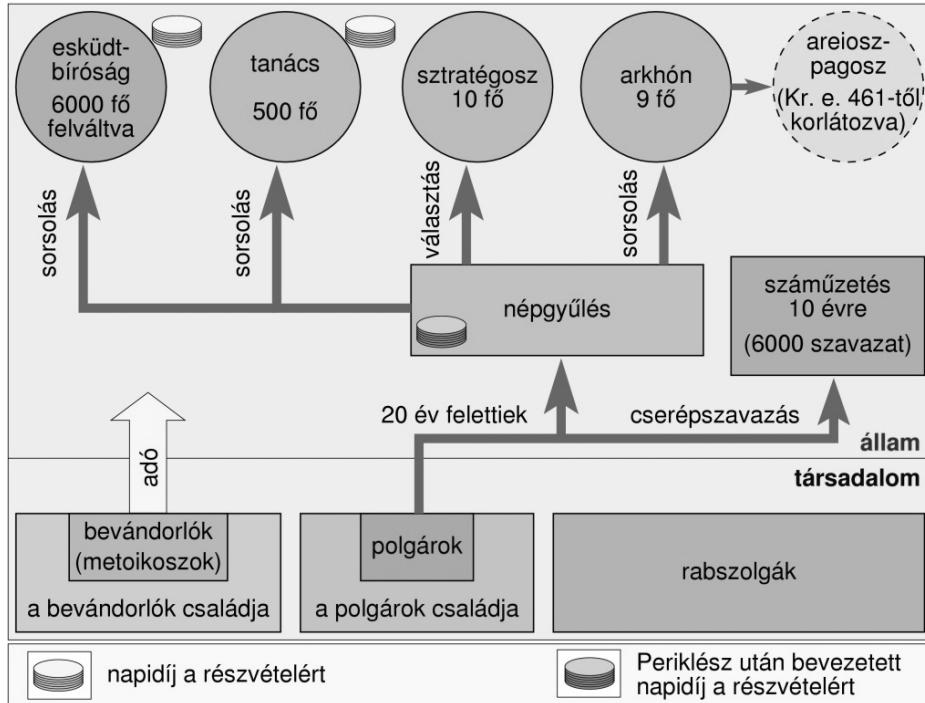 esküdt-
bíróság
6000 fő
felváltva
tanács
500 fő
sztratégosz
10 fő
arkhón
9 fő
areiosz-
pagosz
(Kr. e. 461-től
korlátozva)
sorsolás
sorsolás
választás
sorsolás
népgyűlés
száműzetés
10 évre
(6000 szavazat)
20 év felettiek
cserépszavazás
adó
állam
társadalom
bevándorlók
(metoikoszok)
a bevándorlók családja
polgárok
a polgárok családja
rabszolgák
napidíj a részvételért
Periklész után bevezetett
napidíj a részvételért